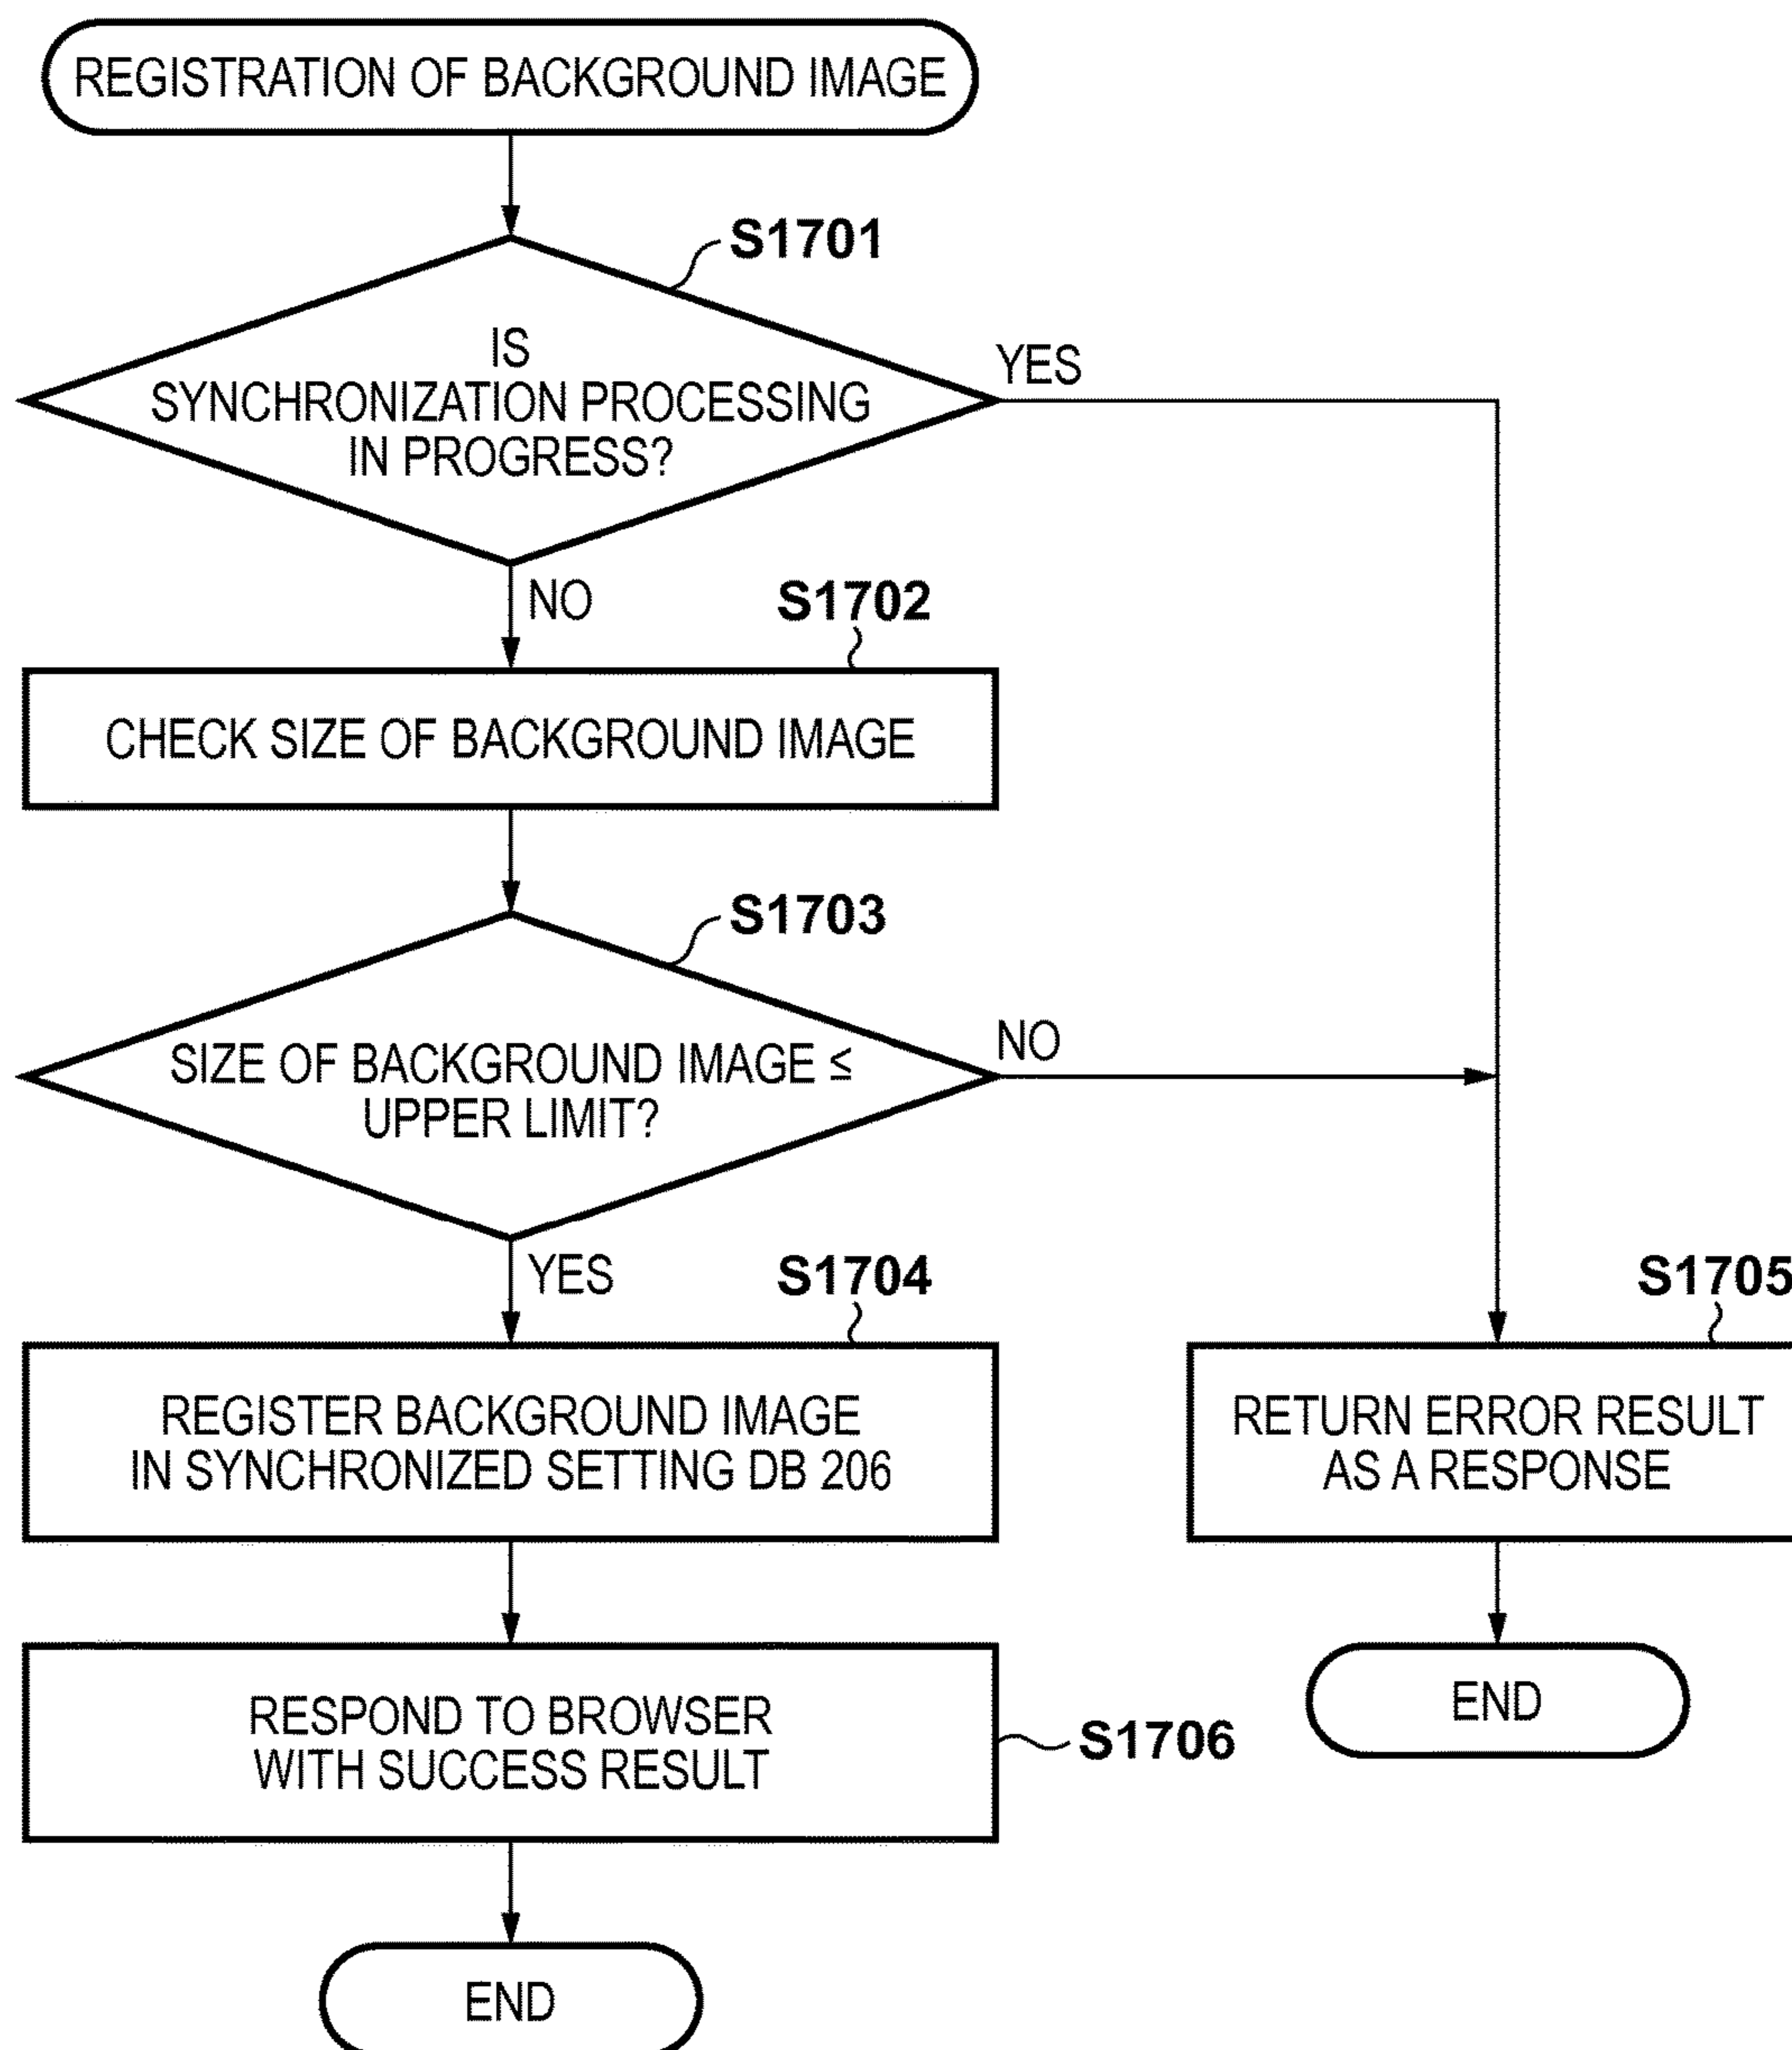 REGISTRATION OF BACKGROUND IMAGE
S1701
IS
SYNCHRONIZATION PROCESSING
IN PROGRESS?
YES
NO
S1702
CHECK SIZE OF BACKGROUND IMAGE
S1703
SIZE OF BACKGROUND IMAGE ≤
UPPER LIMIT?
NO
YES
S1704
REGISTER BACKGROUND IMAGE
IN SYNCHRONIZED SETTING DB 206
S1705
RETURN ERROR RESULT
AS A RESPONSE
RESPOND TO BROWSER
WITH SUCCESS RESULT
S1706
END
END